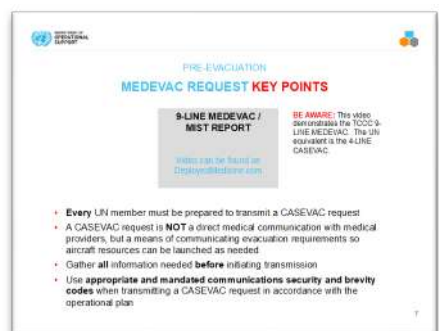 OPERATIONAL
SUPPORT
PRE-EVACUATION
MEDEVAC REQUEST KEY POINTS
9-LINE MEDEVAC /
MIST REPORT
Video can be found on
DeployedMedicine.com
BE AWARE: This video
demonstrates the TCCC 9-
LINE MEDEVAC. The UN
equivalent is the 4-LINE
CASEVAC.
• Every UN member must be prepared to transmit a CASEVAC request
• A CASEVAC request is NOT a direct medical communication with medical
providers, but a means of communicating evacuation requirements so
aircraft resources can be launched as needed
• Gather all information needed before initiating transmission
• Use appropriate and mandated communications security and brevity
codes when transmitting a CASEVAC request in accordance with the
operational plan
7